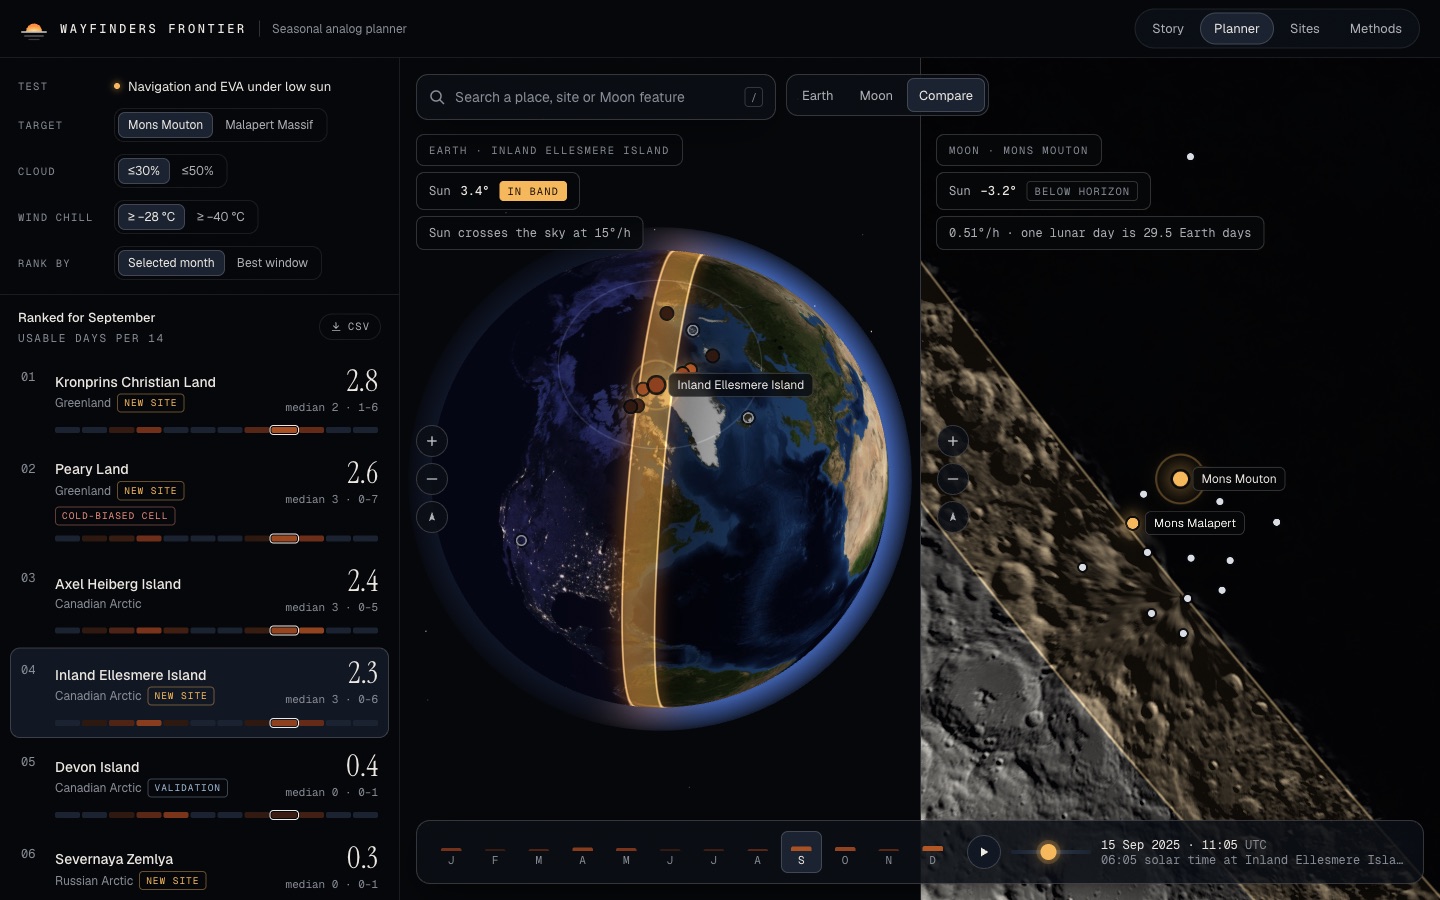 WAYFINDERS FRONTIER
Seasonal analog planner
Story
Planner
Sites
Methods
TEST
Navigation and EVA under low sun
TARGET
Mons Mouton
Malapert Massif
CLOUD
≤30%
≤50%
WIND CHILL
≥ −28 °C
≥ −40 °C
RANK BY
Selected month
Best window
Ranked for September
USABLE DAYS PER 14
CSV
01
Kronprins Christian Land
2.8
Greenland
NEW SITE
median 2 · 1–6
02
Peary Land
2.6
Greenland
NEW SITE
median 3 · 0–7
COLD-BIASED CELL
03
Axel Heiberg Island
2.4
Canadian Arctic
median 3 · 0–5
04
Inland Ellesmere Island
2.3
Canadian Arctic
NEW SITE
median 3 · 0–6
05
Devon Island
0.4
Canadian Arctic
VALIDATION
median 0 · 0–1
06
Severnaya Zemlya
0.3
Russian Arctic
NEW SITE
median 0 · 0–1
Search a place, site or Moon feature
/
Earth
Moon
Compare
EARTH · INLAND ELLESMERE ISLAND
Sun 3.4° IN BAND
Sun crosses the sky at 15°/h
Inland Ellesmere Island
MOON · MONS MOUTON
Sun −3.2° BELOW HORIZON
0.51°/h · one lunar day is 29.5 Earth days
Mons Mouton
Mons Malapert
J F M A M J J A S O N D
15 Sep 2025 · 11:05 UTC
06:05 solar time at Inland Ellesmere Isla…